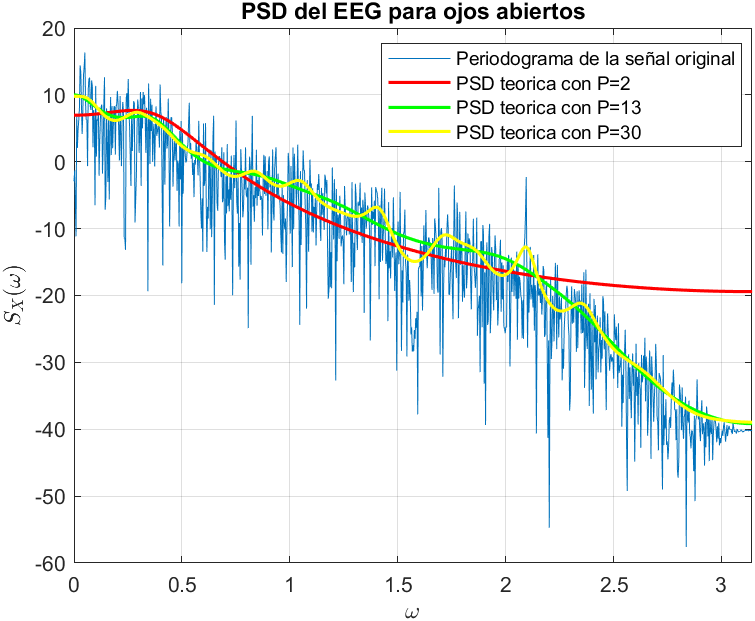 PSD del EEG para ojos abiertos
Periodograma de la señal original
PSD teorica con P=2
PSD teorica con P=13
PSD teorica con P=30
20
10
0
-10
-20
-30
-40
-50
-60
S_X(ω)
0
0.5
1
1.5
2
2.5
3
ω